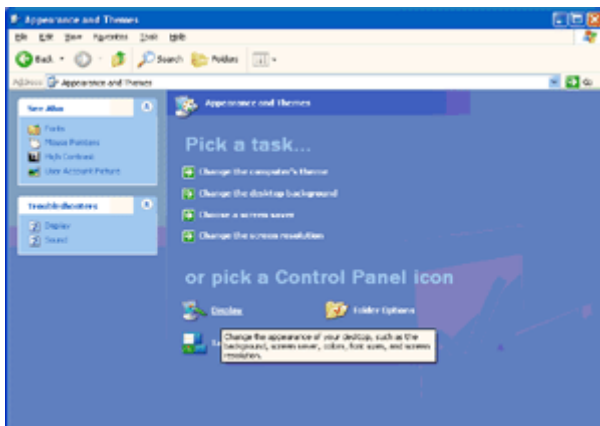 Appearance and Themes
File Edit View Favorites Tools Help
Back Search Folders
Address Appearance and Themes Go
See Also
Fonts
Mouse Pointers
High Contrast
User Account Picture
Troubleshooters
Display
Sound
Appearance and Themes
Pick a task...
Change the computer's theme
Change the desktop background
Choose a screen saver
Change the screen resolution
or pick a Control Panel icon
Display
Folder Options
Change the appearance of your desktop, such as the
background, screen saver, colors, font sizes, and screen
resolution.